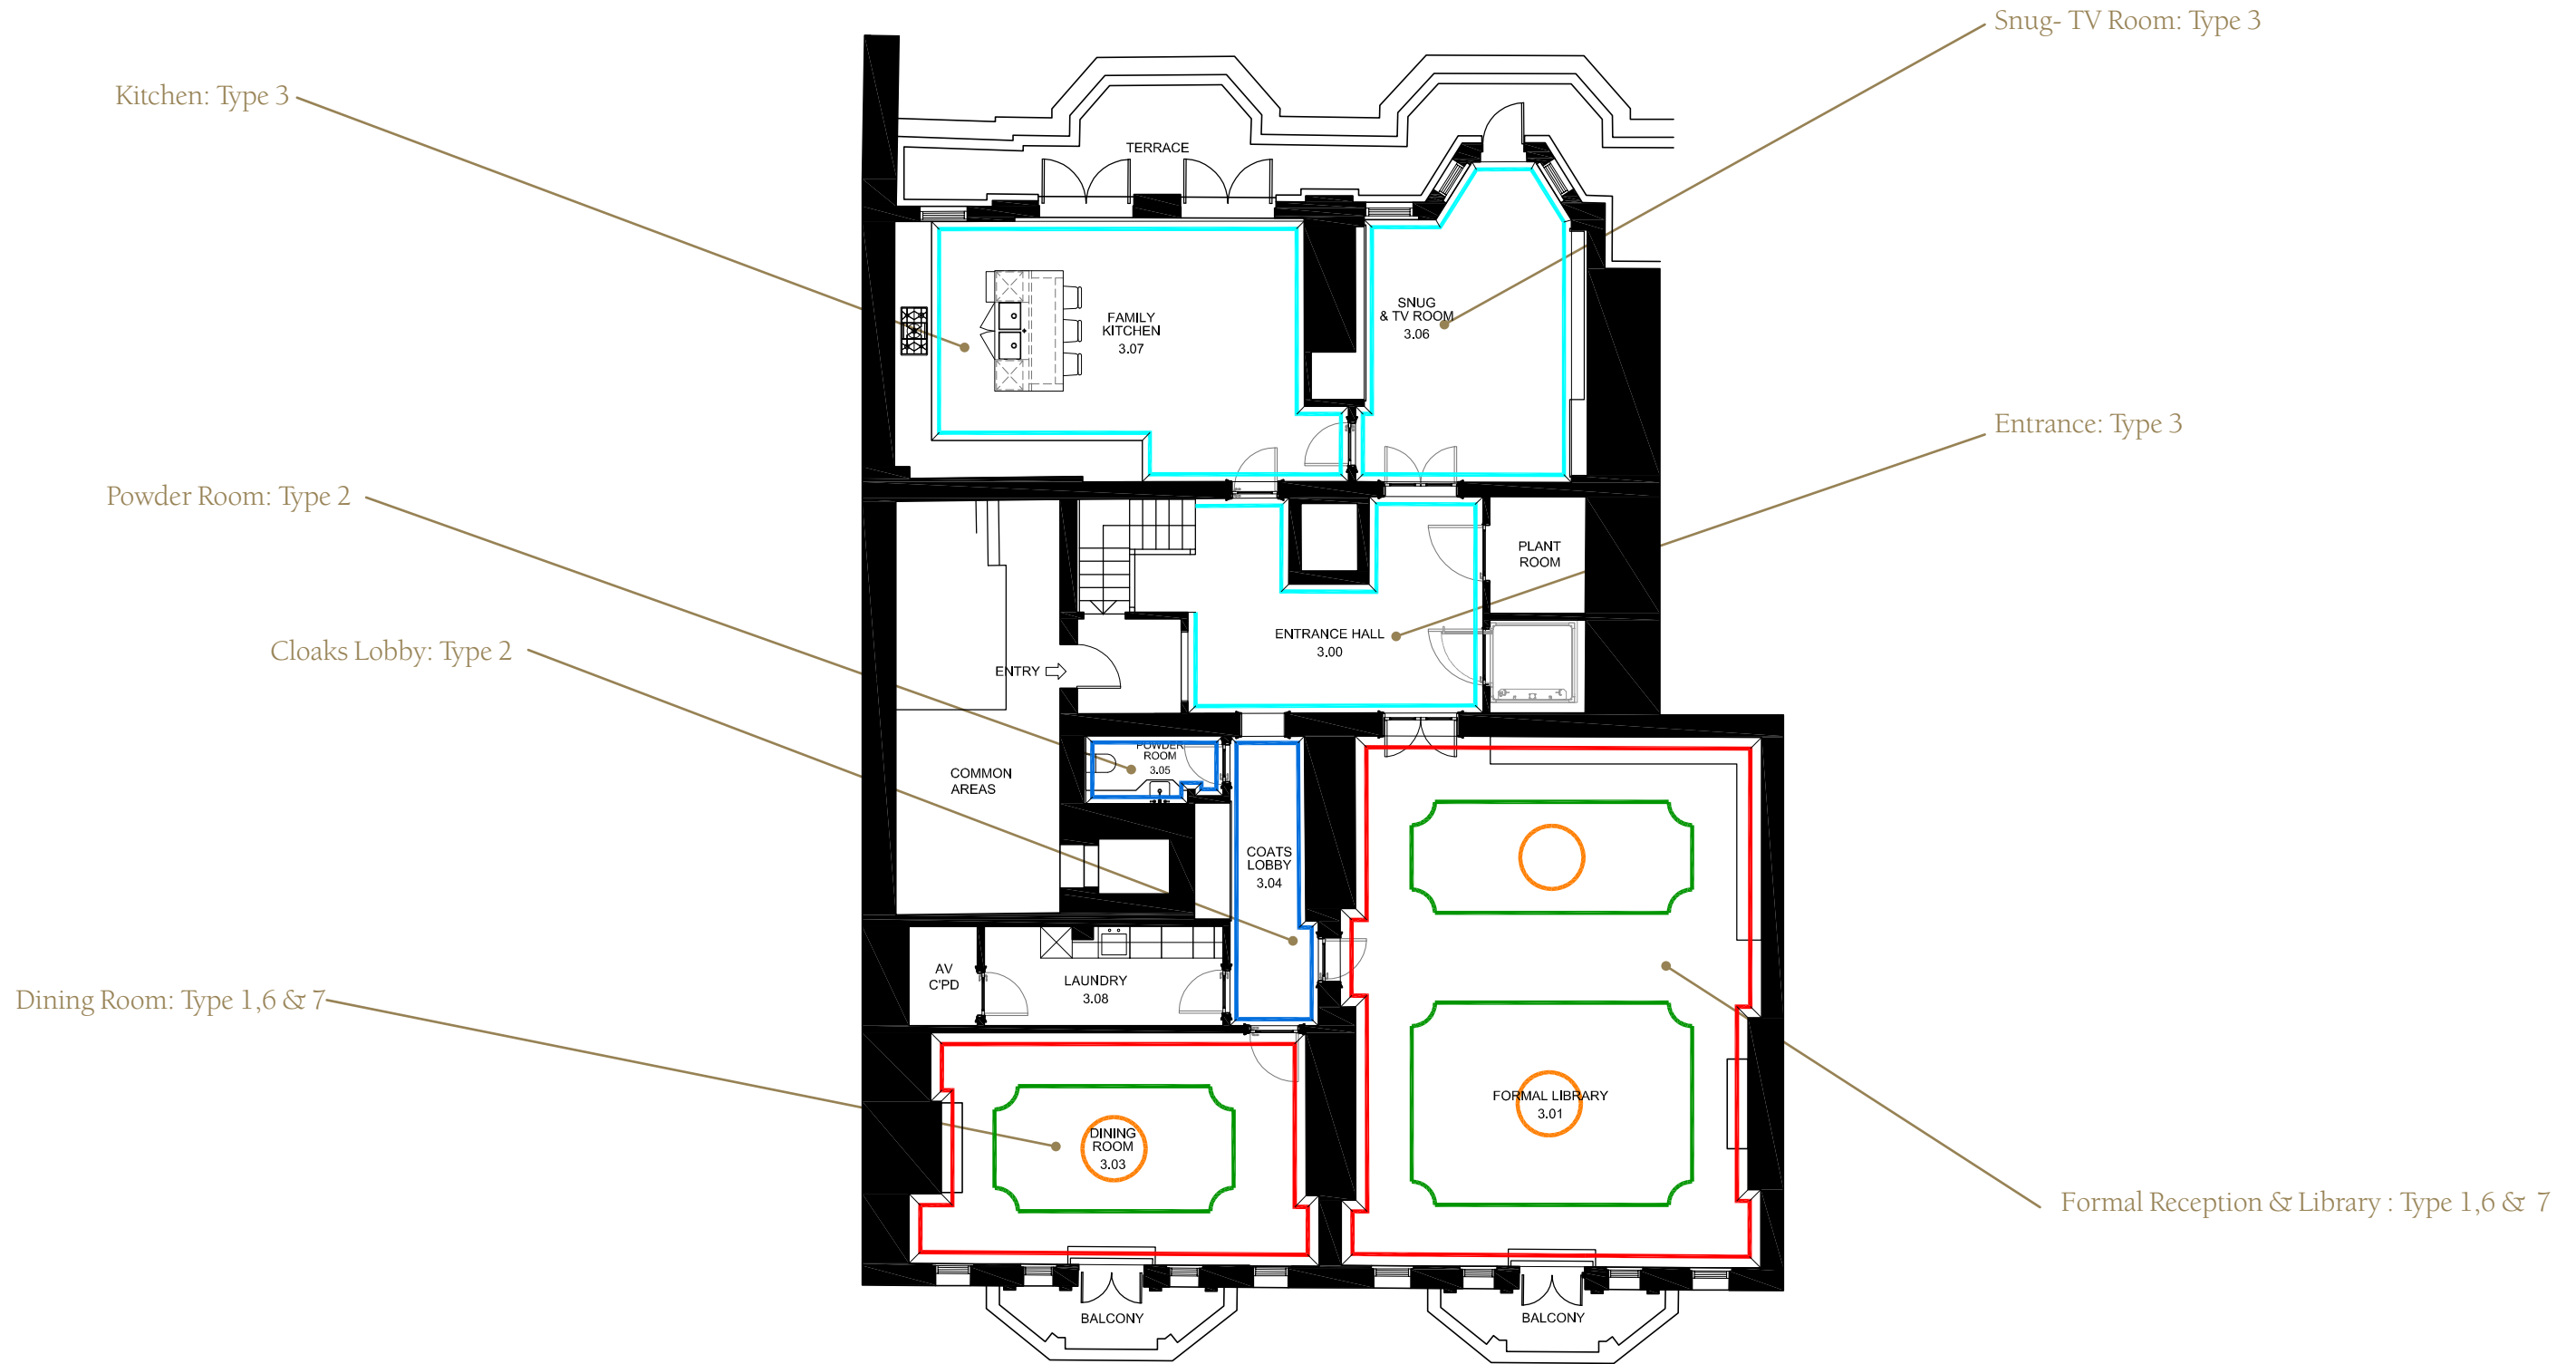 Snug- TV Room: Type 3
Kitchen: Type 3
TERRACE
SNUG
& TV ROOM
3.06
FAMILY
KITCHEN
3.07
Entrance: Type 3
Powder Room: Type 2
PLANT
ROOM
ENTRANCE HALL
3.00
Cloaks Lobby: Type 2
ENTRY
POWDER
ROOM
3.05
COMMON
AREAS
COATS
LOBBY
3.04
AV
C'PD
LAUNDRY
3.08
Dining Room: Type 1,6 & 7
FORMAL LIBRARY
3.01
DINING
ROOM
3.03
Formal Reception & Library : Type 1,6 & 7
BALCONY
BALCONY